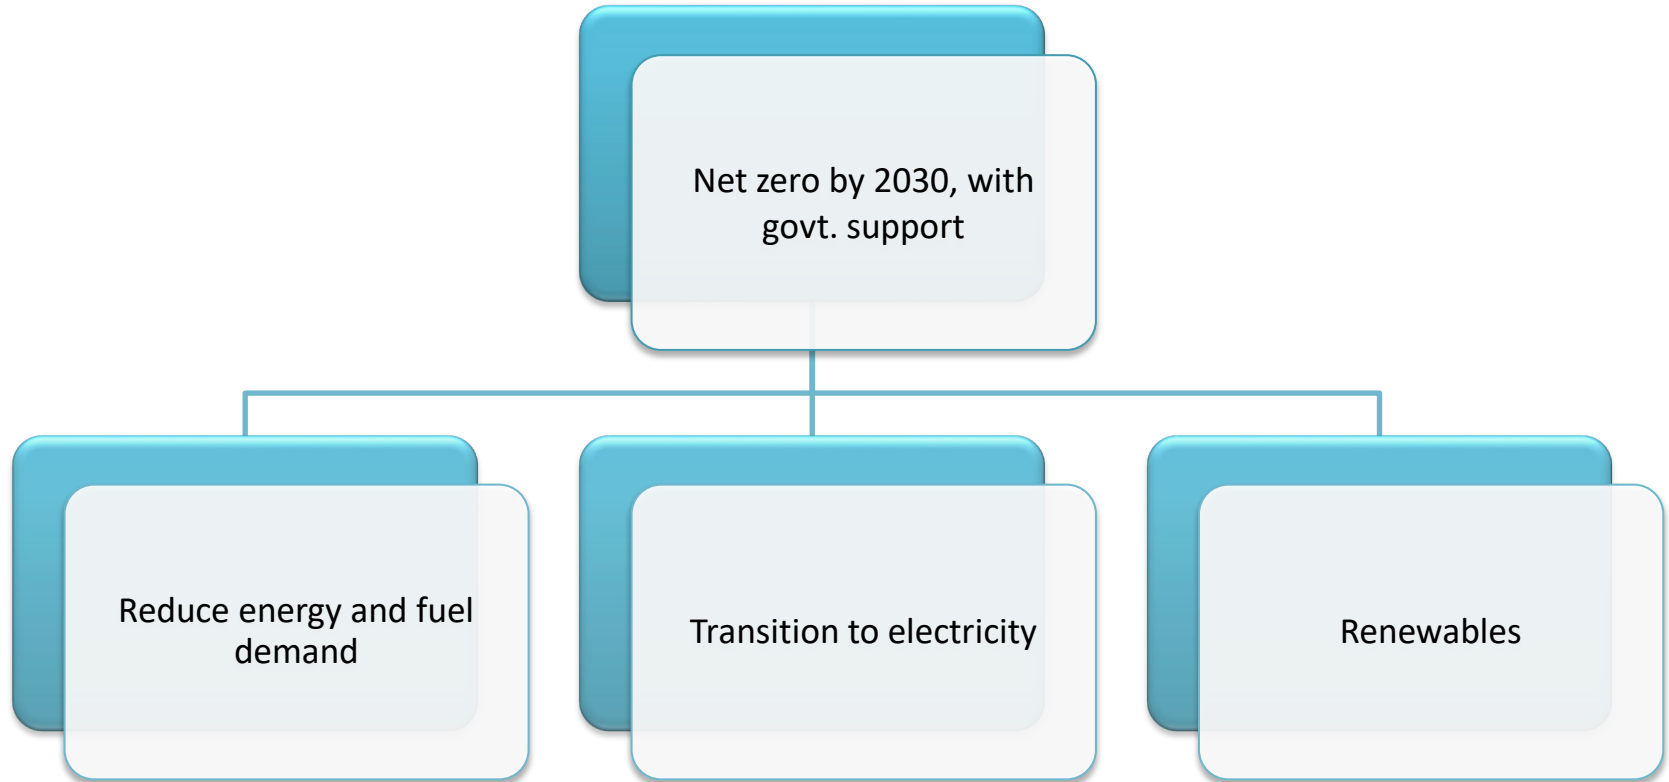 Net zero by 2030, with
govt. support
Reduce energy and fuel
demand
Transition to electricity
Renewables